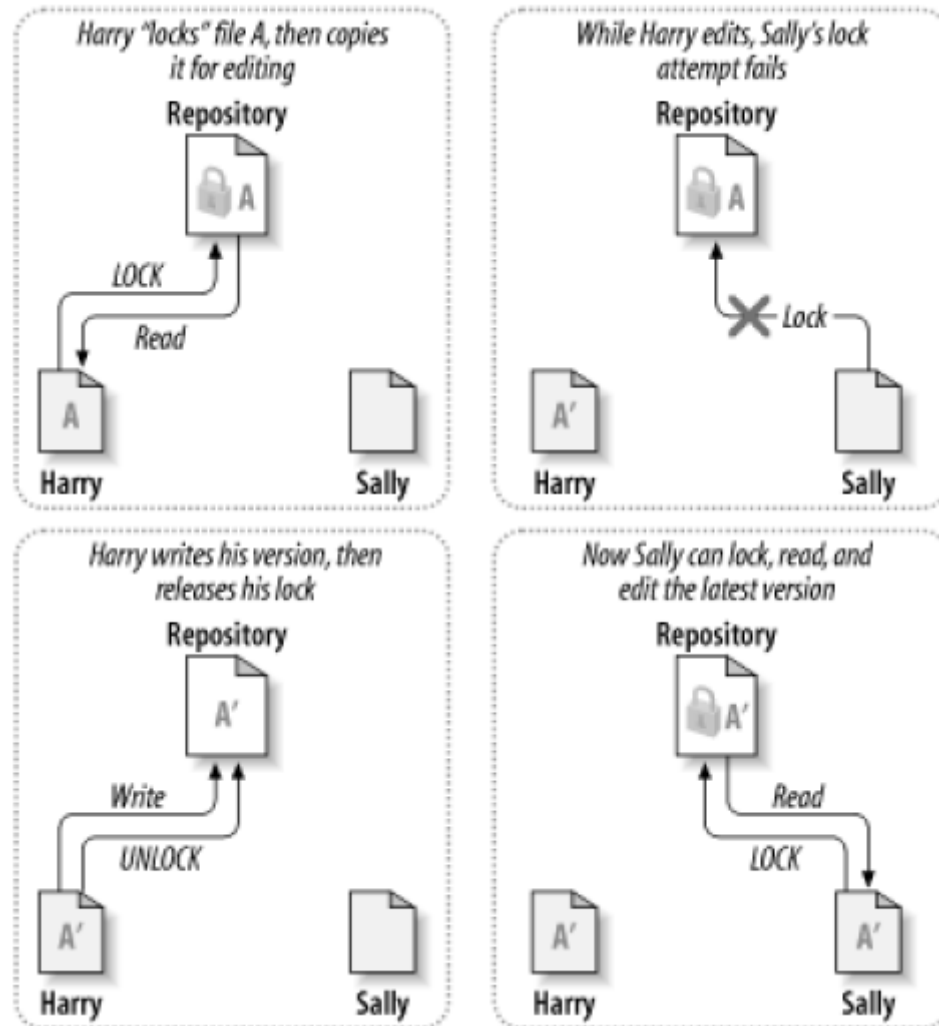 Harry “locks” file A, then copies
it for editing
Repository
A
LOCK
Read
A
Harry
Sally
While Harry edits, Sally’s lock
attempt fails
Repository
A
Lock
A′
Harry
Sally
Harry writes his version, then
releases his lock
Repository
A′
Write
UNLOCK
A′
Harry
Sally
Now Sally can lock, read, and
edit the latest version
Repository
A′
Read
LOCK
A′
Harry
A′
Sally